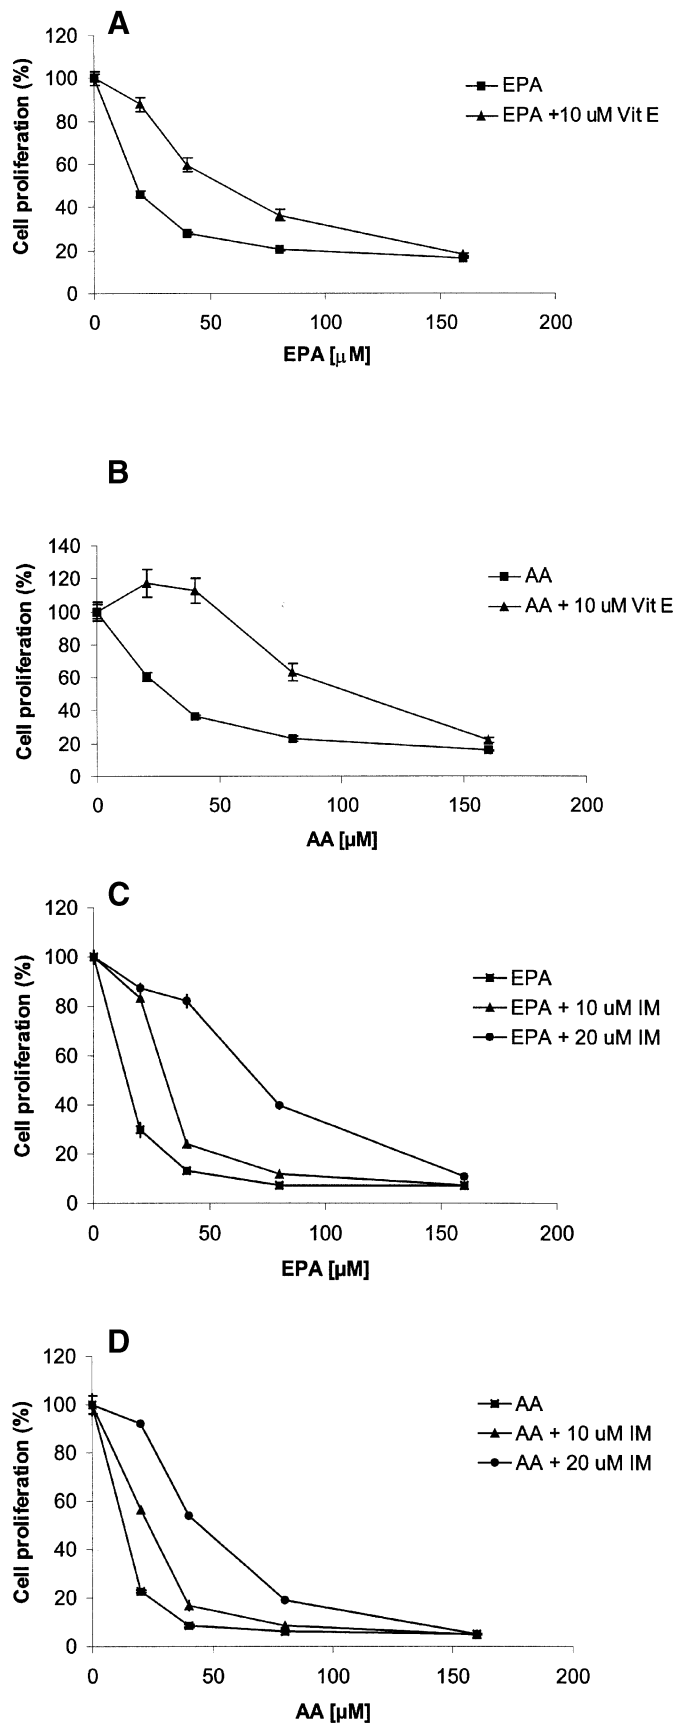 A
120
100
80
60
40
20
0
Cell proliferation (%)
EPA
EPA +10 uM Vit E
0 50 100 150 200
EPA [μM]
B
140
120
100
80
60
40
20
0
Cell proliferation (%)
AA
AA + 10 uM Vit E
0 50 100 150 200
AA [µM]
C
120
100
80
60
40
20
0
Cell proliferation (%)
EPA
EPA + 10 uM IM
EPA + 20 uM IM
0 50 100 150 200
EPA [µM]
D
120
100
80
60
40
20
0
Cell proliferation (%)
AA
AA + 10 uM IM
AA + 20 uM IM
0 50 100 150 200
AA [µM]